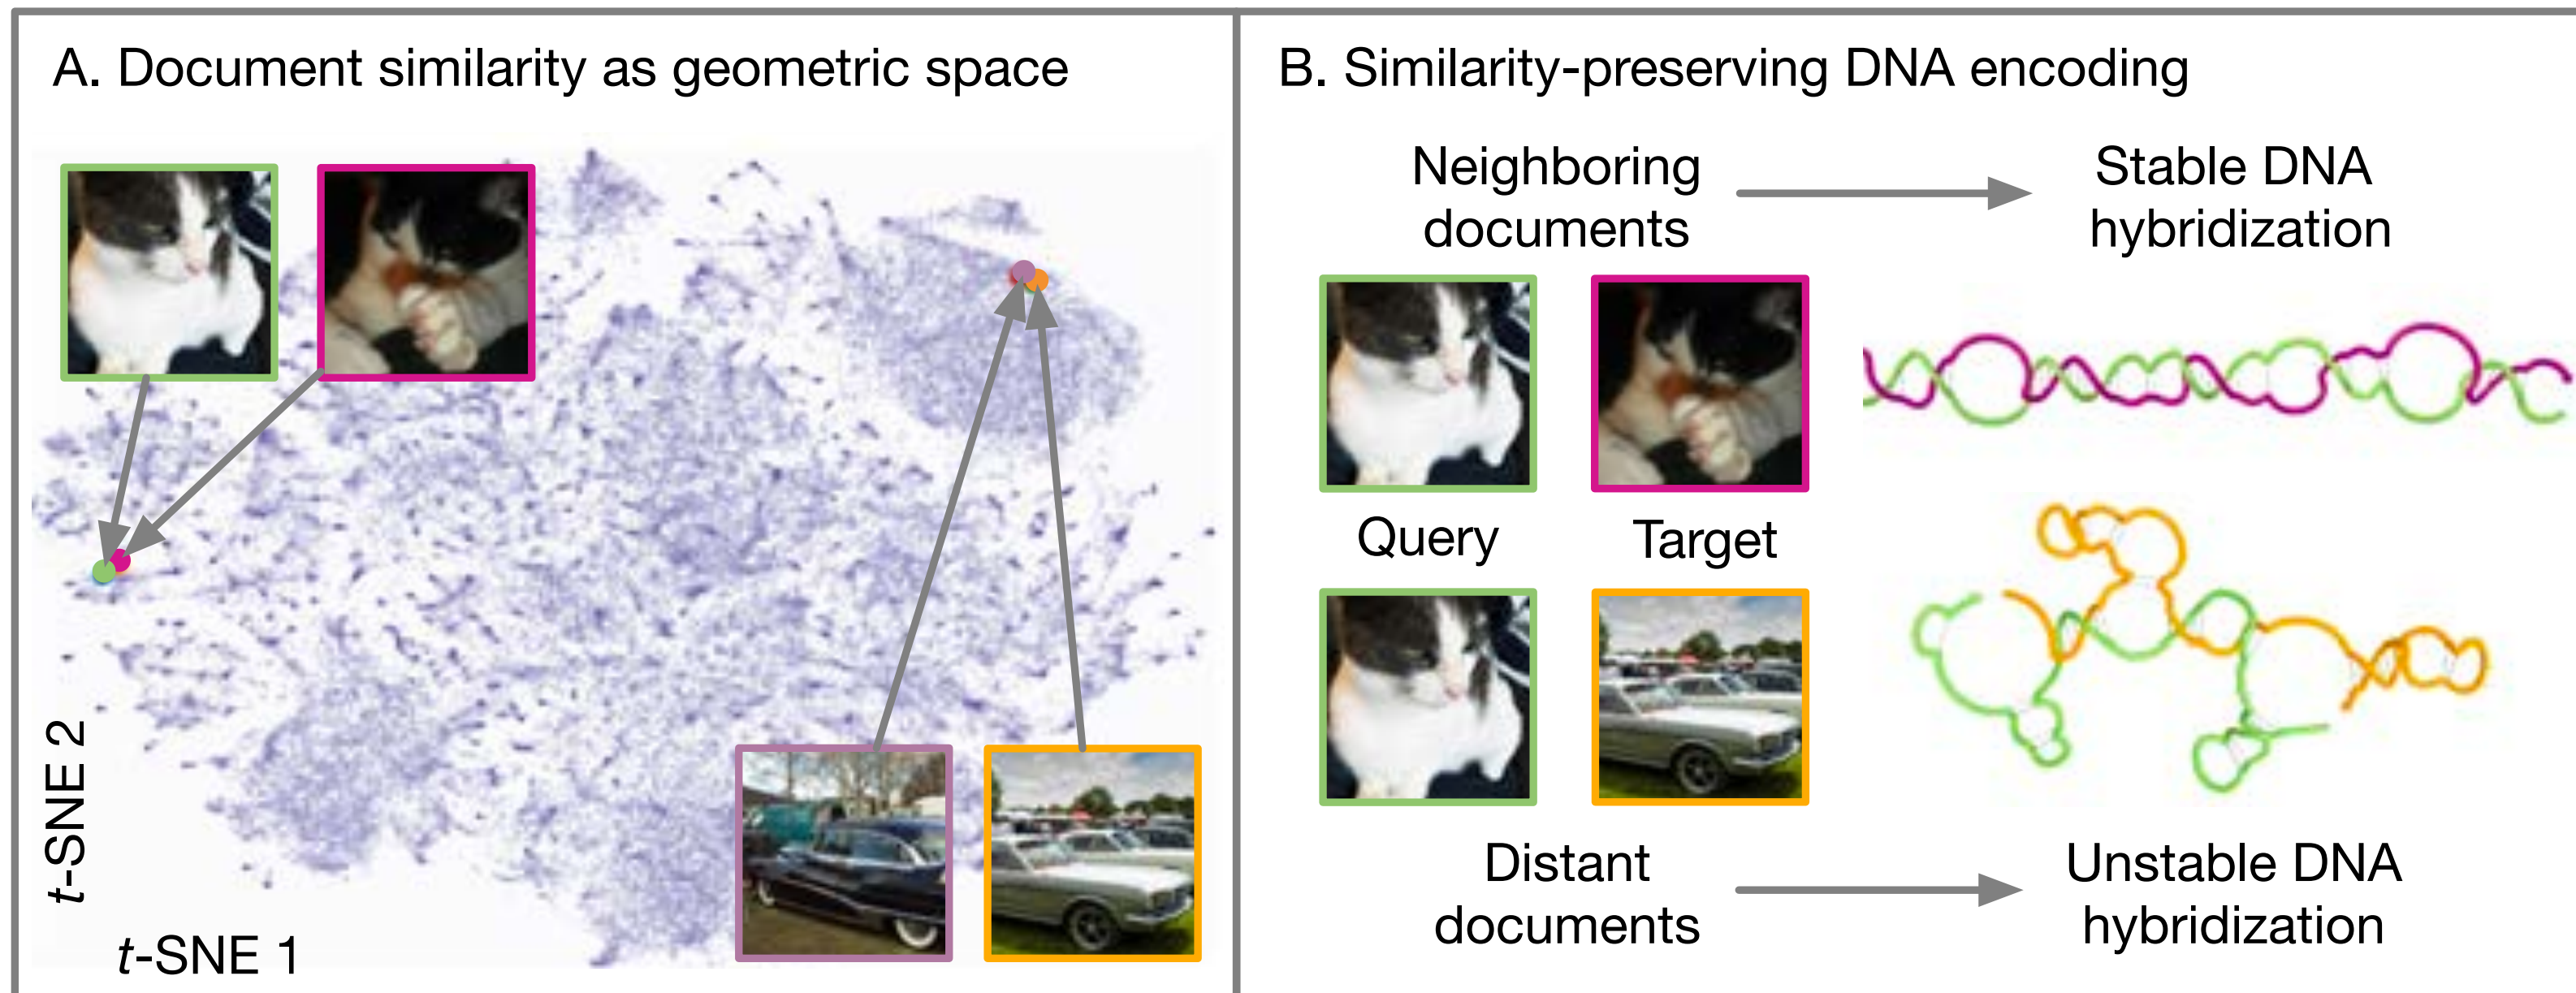 A. Document similarity as geometric space
t-SNE 2
t-SNE 1
B. Similarity-preserving DNA encoding
Neighboring
documents
Stable DNA
hybridization
Query
Target
Distant
documents
Unstable DNA
hybridization